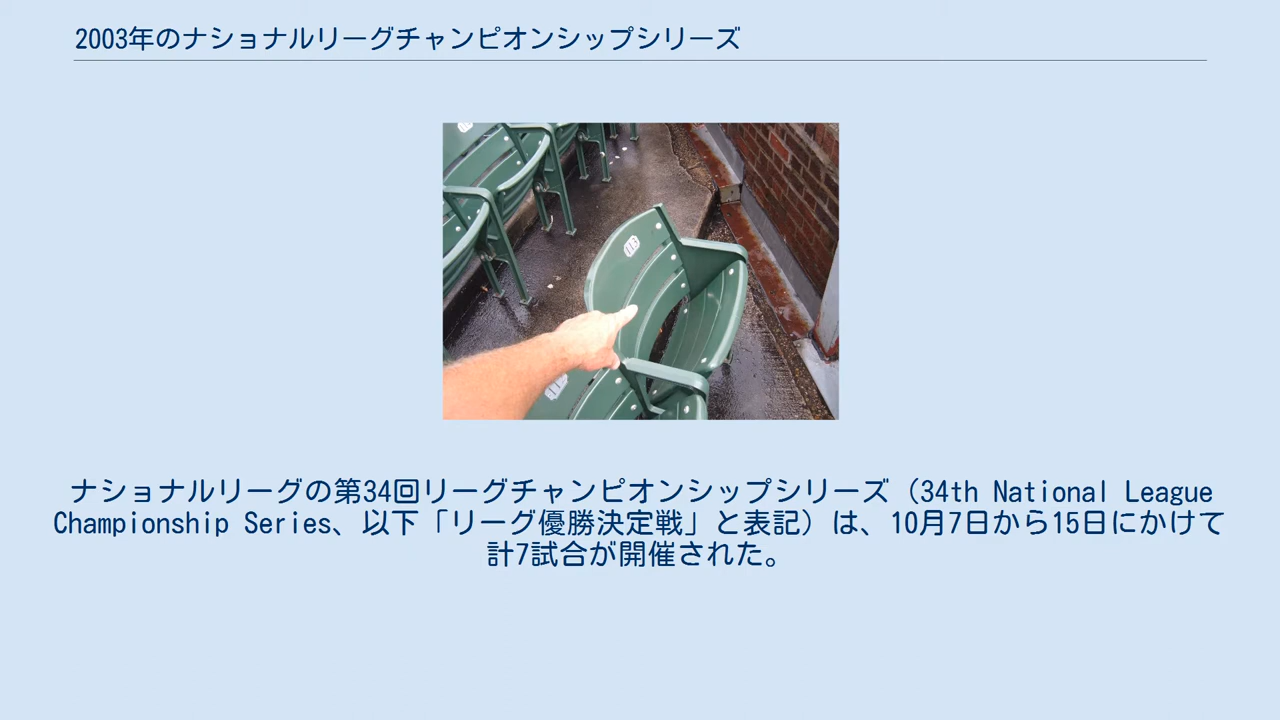 2003年のナショナルリーグチャンピオンシップシリーズ
113
ナショナルリーグの第34回リーグチャンピオンシップシリーズ（34th National League
Championship Series、以下「リーグ優勝決定戦」と表記）は、10月7日から15日にかけて
計7試合が開催された。